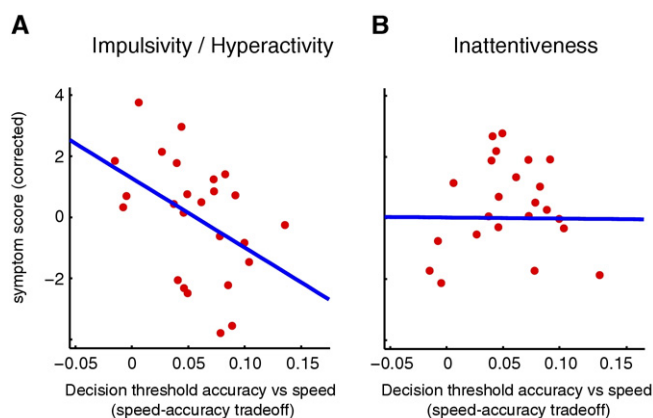 A
Impulsivity / Hyperactivity
B
Inattentiveness
symptom score (corrected)
4
2
0
−2
−0.05 0 0.05 0.10 0.15
Decision threshold accuracy vs speed
(speed-accuracy tradeoff)
−0.05 0 0.05 0.10 0.15
Decision threshold accuracy vs speed
(speed-accuracy tradeoff)